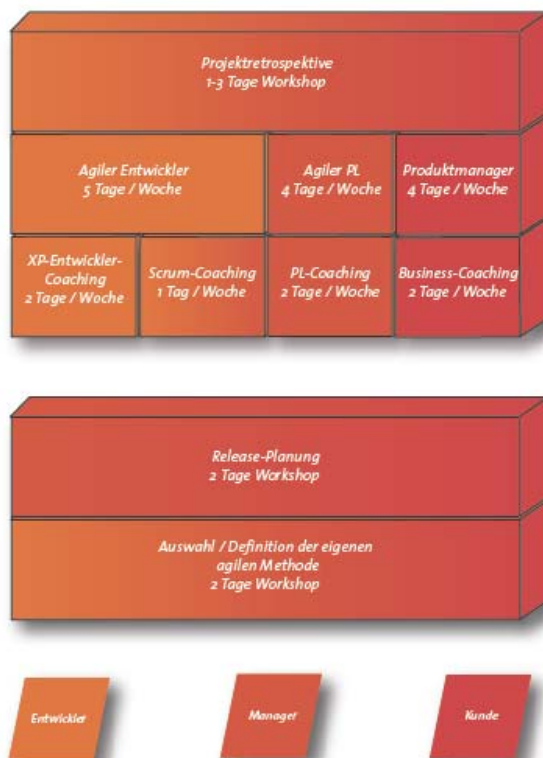 Projektretrospektive
1-3 Tage Workshop
Agiler Entwickler
5 Tage / Woche
Agiler PL
4 Tage / Woche
Produktmanager
4 Tage / Woche
XP-Entwickler-
Coaching
2 Tage / Woche
Scrum-Coaching
1 Tag / Woche
PL-Coaching
2 Tage / Woche
Business-Coaching
2 Tage / Woche
Release-Planung
2 Tage Workshop
Auswahl / Definition der eigenen
agilen Methode
2 Tage Workshop
Entwickler
Manager
Kunde